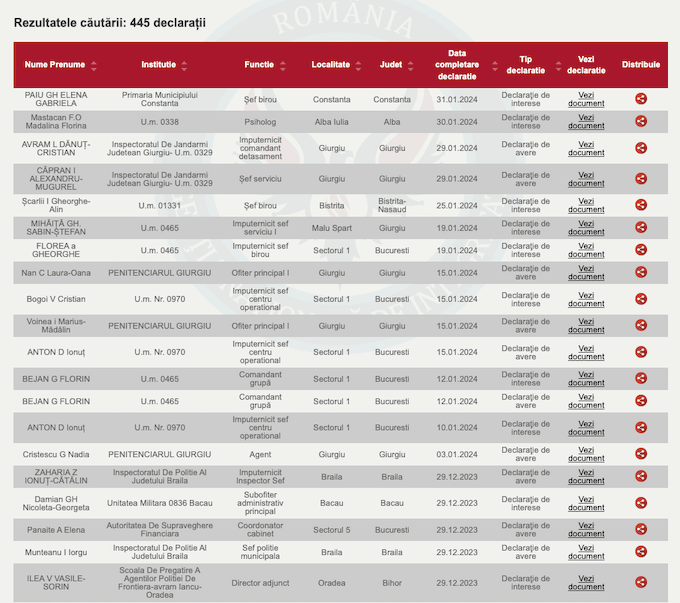 Rezultatele căutării: 445 declarații
Nume Prenume Institutie Functie Localitate Judet Data completare declaratie Tip declaratie Vezi declaratie Distribuie
PAIU GH ELENA GABRIELA Primaria Municipiului Constanta Șef birou Constanta Constanta 31.01.2024 Declarație de interese Vezi document
Mastacan F.O Madalina Florina U.m. 0338 Psiholog Alba Iulia Alba 30.01.2024 Declarație de interese Vezi document
AVRAM L DĂNUȚ-CRISTIAN Inspectoratul De Jandarmi Judetean Giurgiu- U.m. 0329 Imputernicit comandant detasament Giurgiu Giurgiu 29.01.2024 Declarație de avere Vezi document
CĂPRAN I ALEXANDRU-MUGUREL Inspectoratul De Jandarmi Judetean Giurgiu- U.m. 0329 Șef serviciu Giurgiu Giurgiu 29.01.2024 Declarație de avere Vezi document
Șcarlii I Gheorghe-Alin U.m. 01331 Șef birou Bistrita Bistrita-Nasaud 25.01.2024 Declarație de interese Vezi document
MIHĂIȚĂ GH. SABIN-ȘTEFAN U.m. 0465 Imputernicit sef serviciu I Malu Spart Giurgiu 19.01.2024 Declarație de interese Vezi document
FLOREA a GHEORGHE U.m. 0465 Imputernicit sef birou Sectorul 1 Bucuresti 19.01.2024 Declarație de interese Vezi document
Nan C Laura-Oana PENITENCIARUL GIURGIU Ofiter principal I Giurgiu Giurgiu 15.01.2024 Declarație de avere Vezi document
Bogoi V Cristian U.m. Nr. 0970 Imputernicit sef centru operational Sectorul 1 Bucuresti 15.01.2024 Declarație de interese Vezi document
Voinea i Marius-Mădălin PENITENCIARUL GIURGIU Ofiter principal I Giurgiu Giurgiu 15.01.2024 Declarație de avere Vezi document
ANTON D Ionuț U.m. Nr. 0970 Imputernicit sef centru operational Sectorul 1 Bucuresti 15.01.2024 Declarație de avere Vezi document
BEJAN G FLORIN U.m. 0465 Comandant grupă Sectorul 1 Bucuresti 12.01.2024 Declarație de interese Vezi document
BEJAN G FLORIN U.m. 0465 Comandant grupă Sectorul 1 Bucuresti 12.01.2024 Declarație de avere Vezi document
ANTON D Ionuț U.m. Nr. 0970 Imputernicit sef centru operational Sectorul 1 Bucuresti 10.01.2024 Declarație de interese Vezi document
Cristescu G Nadia PENITENCIARUL GIURGIU Agent Giurgiu Giurgiu 03.01.2024 Declarație de avere Vezi document
ZAHARIA Z IONUȚ-CĂTĂLIN Inspectoratul De Politie Al Judetului Braila Imputernicit Inspector Sef Braila Braila 29.12.2023 Declarație de interese Vezi document
Damian GH Nicoleta-Georgeta Unitatea Militara 0836 Bacau Subofiter administrativ principal Bacau Bacau 29.12.2023 Declarație de interese Vezi document
Panaite A Elena Autoritatea De Supraveghere Financiara Coordonator cabinet Sectorul 5 Bucuresti 29.12.2023 Declarație de interese Vezi document
Munteanu I Iorgu Inspectoratul De Politie Al Judetului Braila Sef politie municipala Braila Braila 29.12.2023 Declarație de interese Vezi document
ILEA V VASILE-SORIN Scoala De Pregatire A Agentilor Politiei De Frontiera-avram Iancu-Oradea Director adjunct Oradea Bihor 29.12.2023 Declarație de interese Vezi document
ROMÂNIA